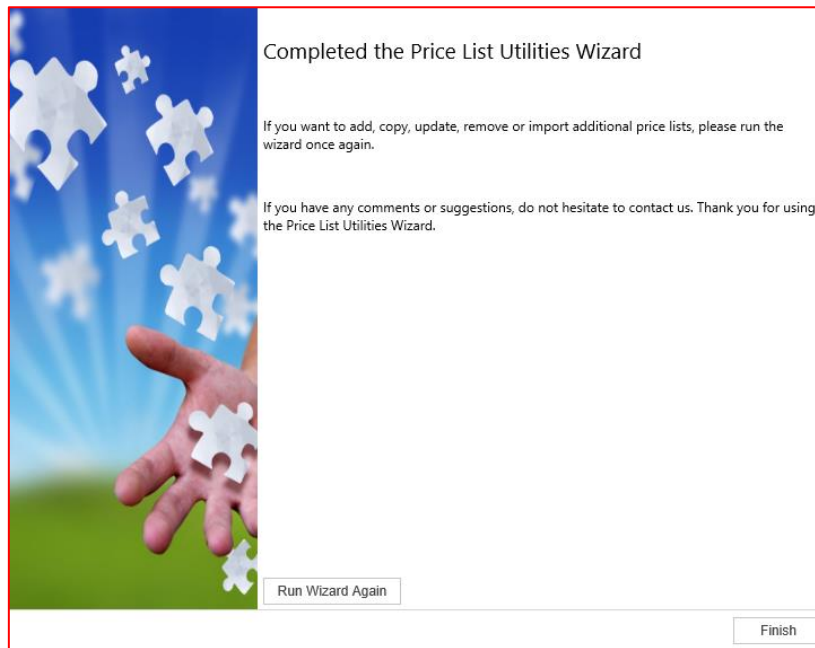 Completed the Price List Utilities Wizard
If you want to add, copy, update, remove or import additional price lists, please run the
wizard once again.
If you have any comments or suggestions, do not hesitate to contact us. Thank you for using
the Price List Utilities Wizard.
Run Wizard Again
Finish